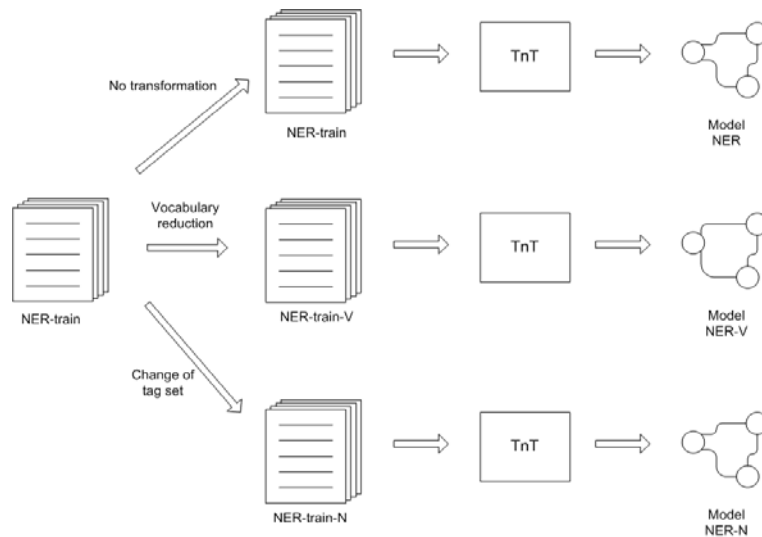 No transformation
NER-train
TnT
Model
NER
NER-train
Vocabulary
reduction
NER-train-V
TnT
Model
NER-V
Change of
tag set
NER-train-N
TnT
Model
NER-N